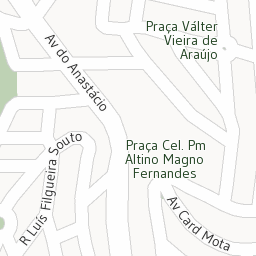 Praça Válter
Vieira de
Araújo
Av do Anastácio
Praça Cel. Pm
Altino Magno
Fernandes
R Luís Filgueira Souto
Av Card Mota